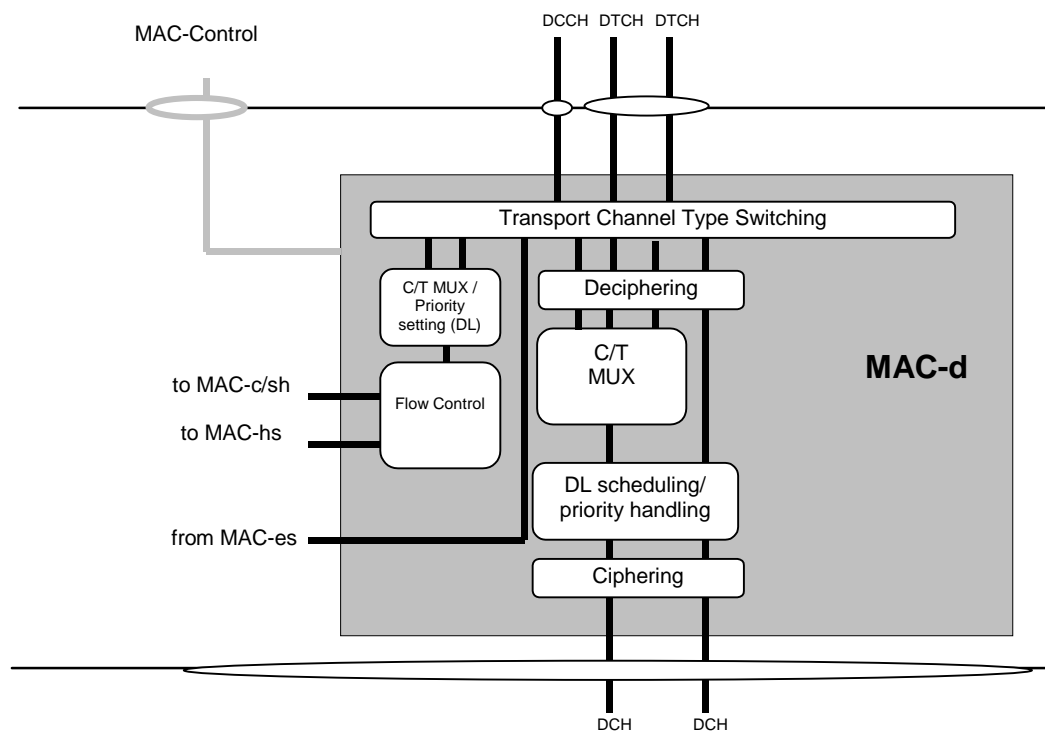 DCCH DTCH DTCH
MAC-Control
Transport Channel Type Switching
C/T MUX /
Priority
setting (DL)
Deciphering
C/T
MUX
MAC-d
to MAC-c/sh
Flow Control
to MAC-hs
DL scheduling/
priority handling
from MAC-es
Ciphering
DCH DCH